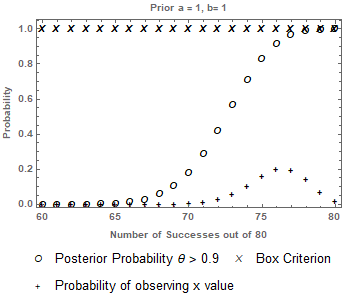 Prior a = 1, b= 1
Probability
1.0
0.8
0.6
0.4
0.2
0.0
60
65
70
75
80
Number of Successes out of 80
o Posterior Probability θ > 0.9
x Box Criterion
+ Probability of observing x value